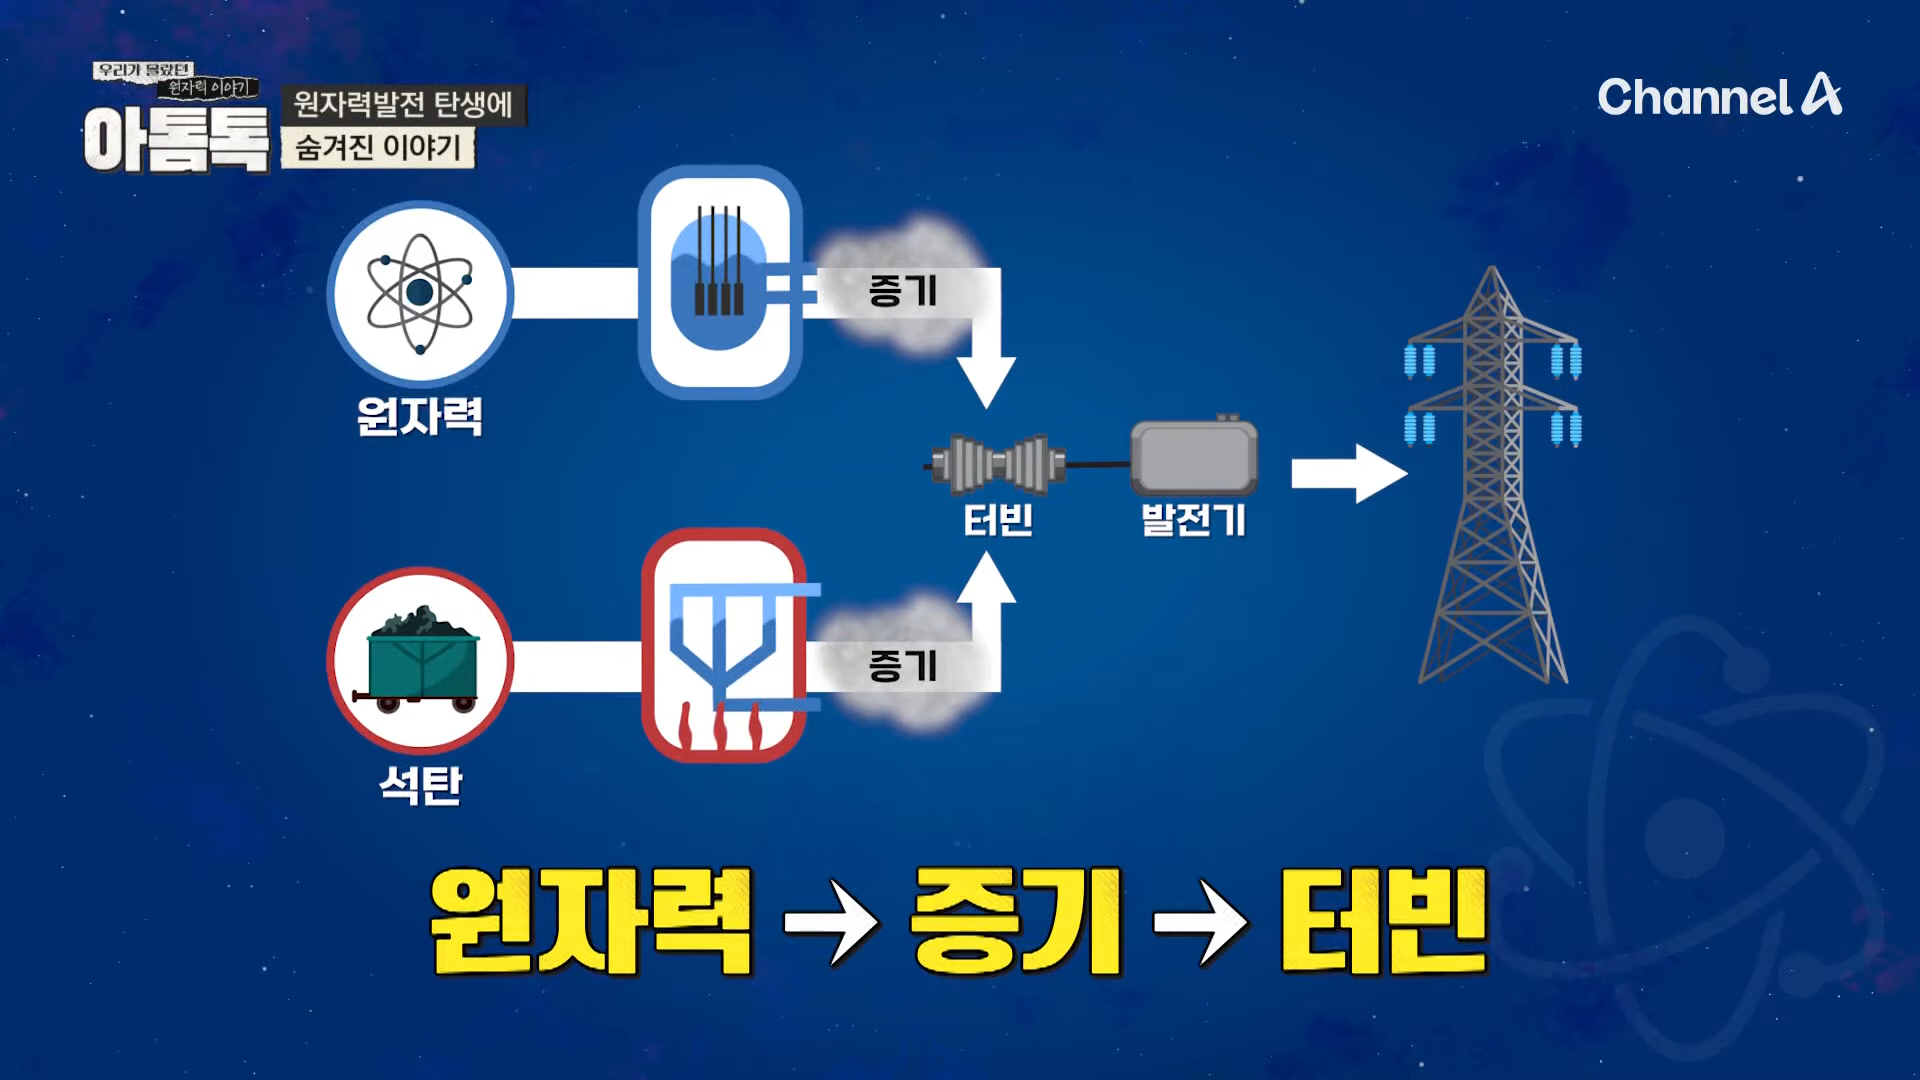 우리가 몰랐던
원자력 이야기
아톰톡
원자력발전 탄생에
숨겨진 이야기
Channel A
증기
원자력
터빈
발전기
증기
석탄
원자력 → 증기 → 터빈